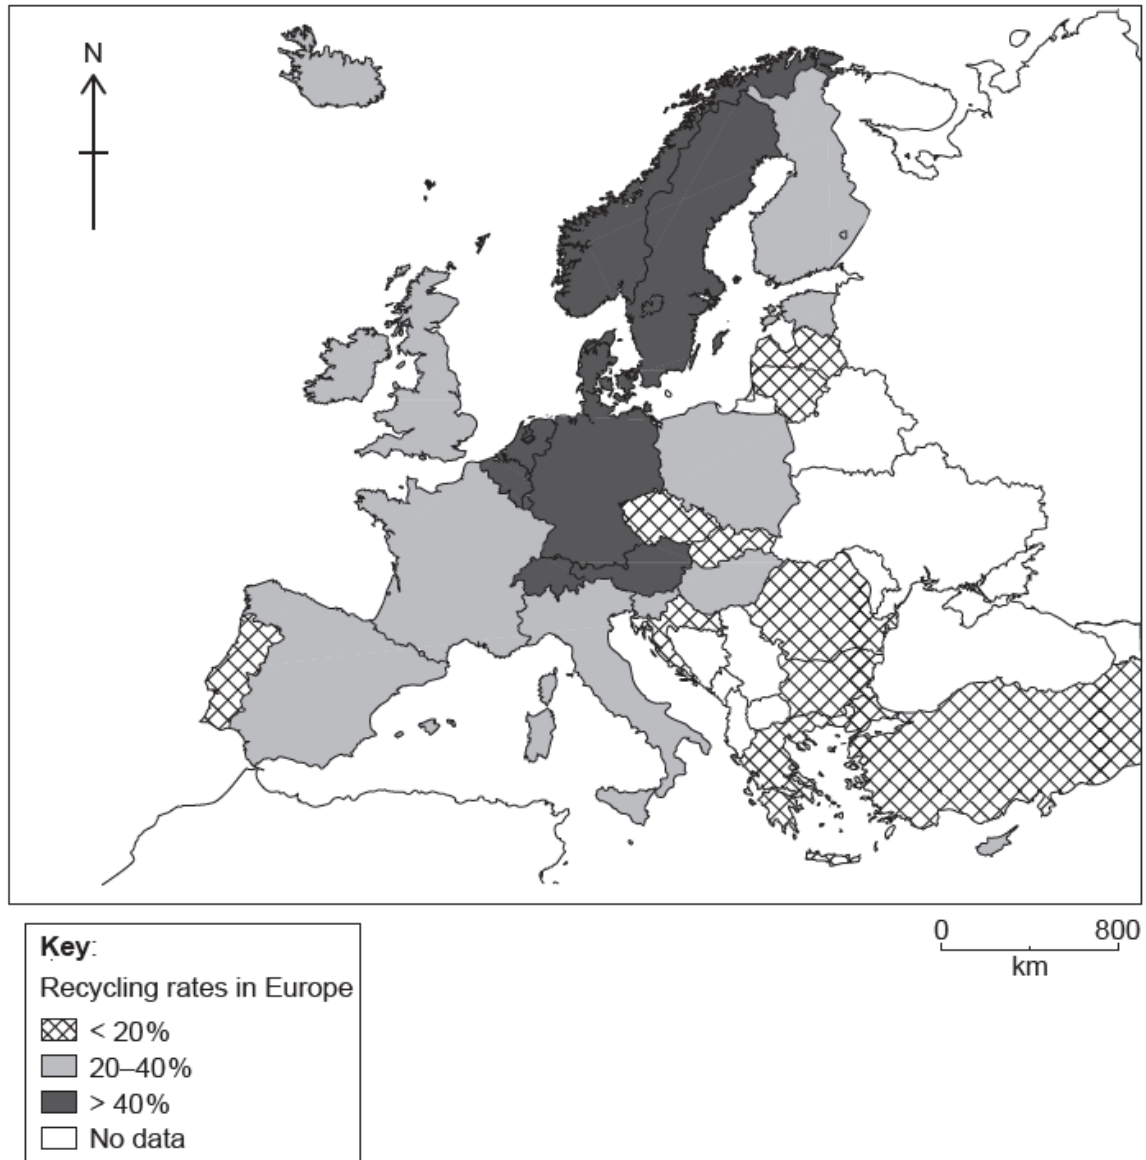 N
0 800
km
Key:
Recycling rates in Europe
< 20%
20–40%
> 40%
No data